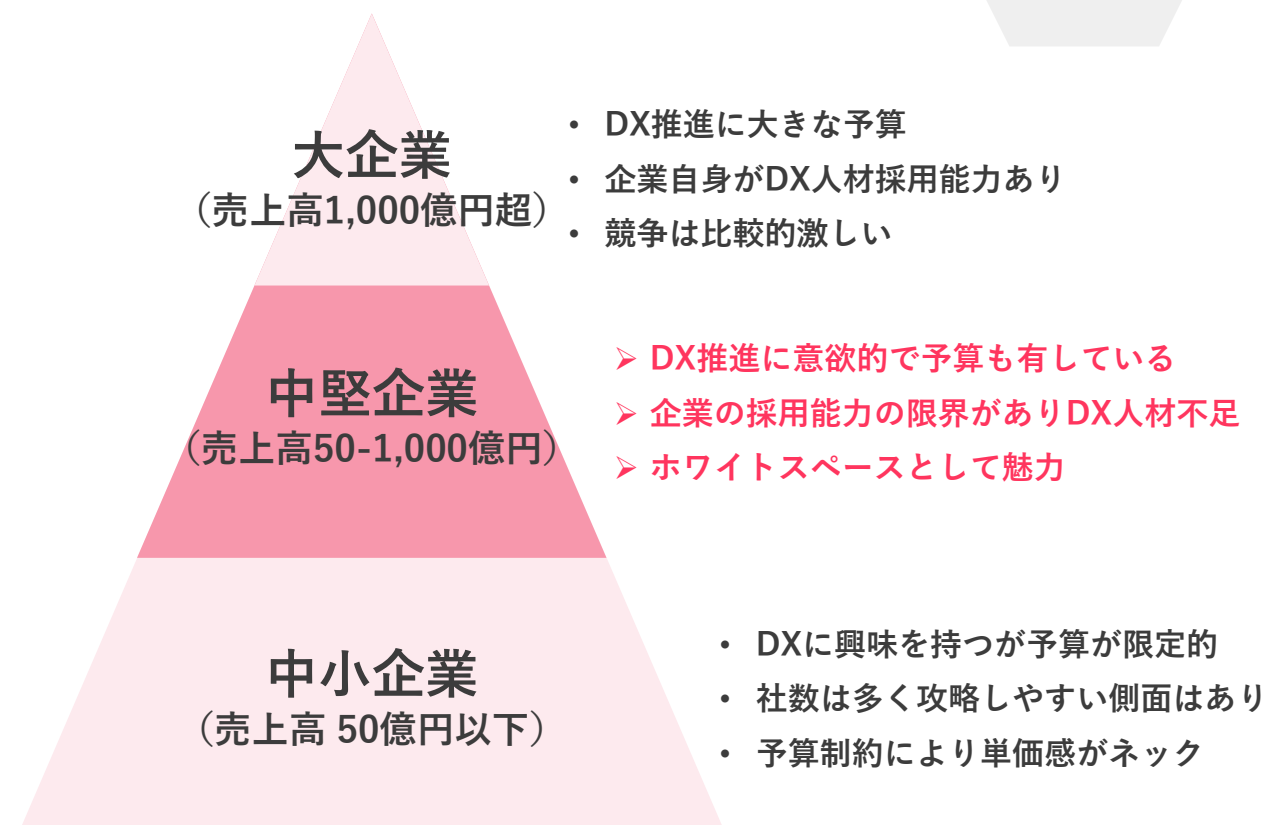 大企業
（売上高1,000億円超）
• DX推進に大きな予算
• 企業自身がDX人材採用能力あり
• 競争は比較的激しい
中堅企業
（売上高50-1,000億円）
➢ DX推進に意欲的で予算も有している
➢ 企業の採用能力の限界がありDX人材不足
➢ ホワイトスペースとして魅力
中小企業
（売上高 50億円以下）
• DXに興味を持つが予算が限定的
• 社数は多く攻略しやすい側面はあり
• 予算制約により単価感がネック